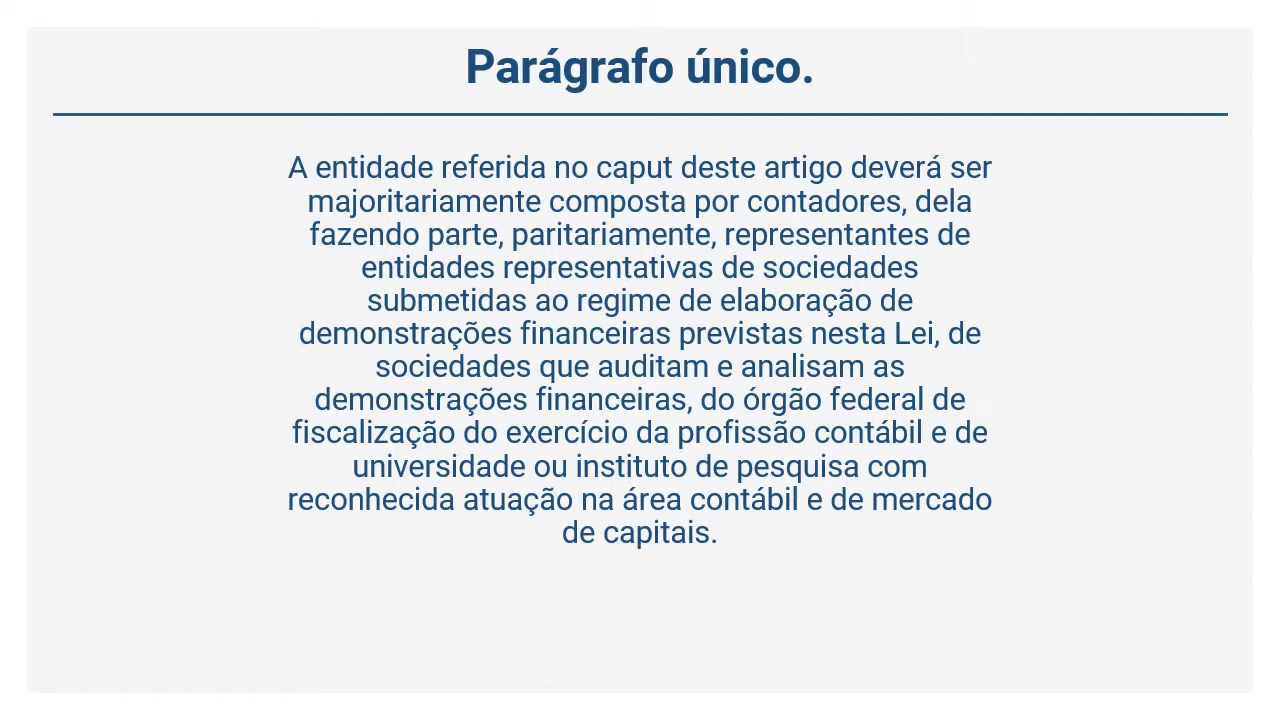 Parágrafo único.
A entidade referida no caput deste artigo deverá ser
majoritariamente composta por contadores, dela
fazendo parte, paritariamente, representantes de
entidades representativas de sociedades
submetidas ao regime de elaboração de
demonstrações financeiras previstas nesta Lei, de
sociedades que auditam e analisam as
demonstrações financeiras, do órgão federal de
fiscalização do exercício da profissão contábil e de
universidade ou instituto de pesquisa com
reconhecida atuação na área contábil e de mercado
de capitais.